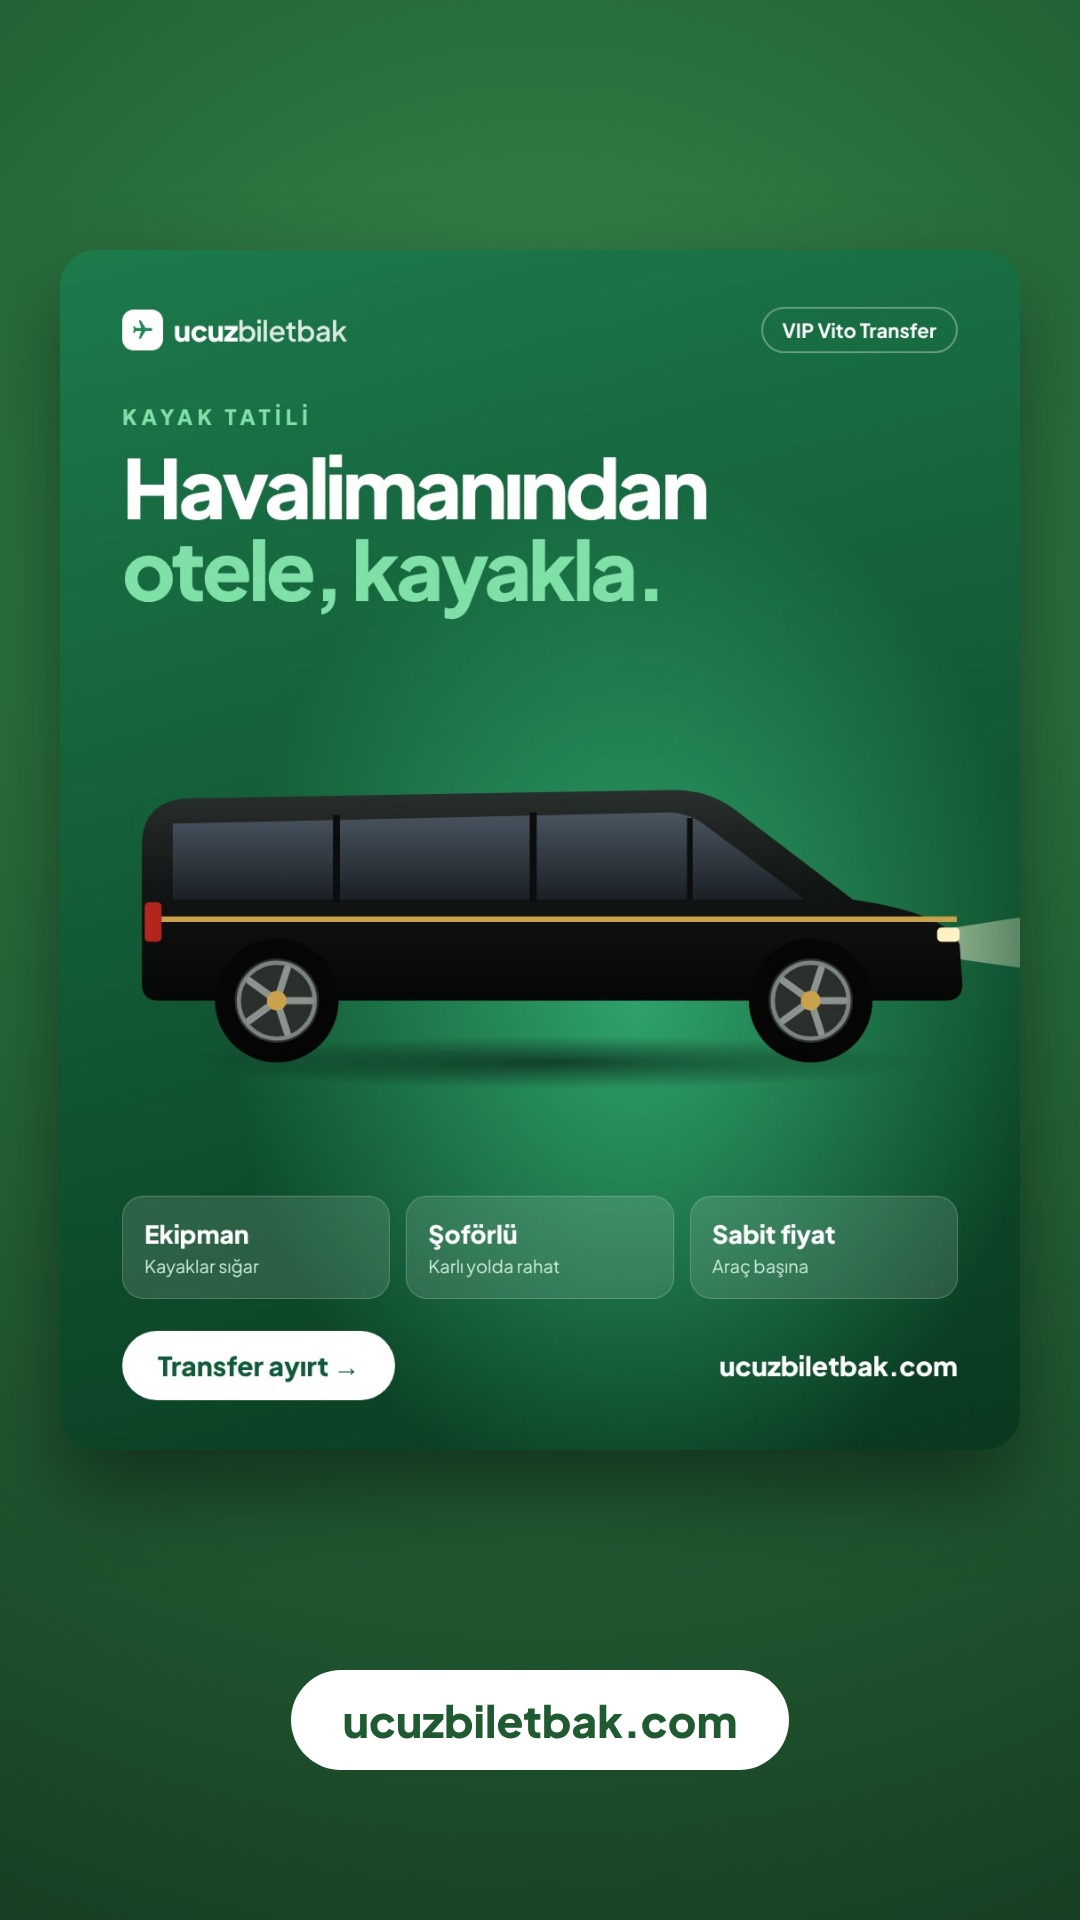 ucuzbiletbak
VIP Vito Transfer
KAYAK TATİLİ
Havalimanından
otele, kayakla.
Ekipman
Kayaklar sığar
Şoförlü
Karlı yolda rahat
Sabit fiyat
Araç başına
Transfer ayırt →
ucuzbiletbak.com
ucuzbiletbak.com